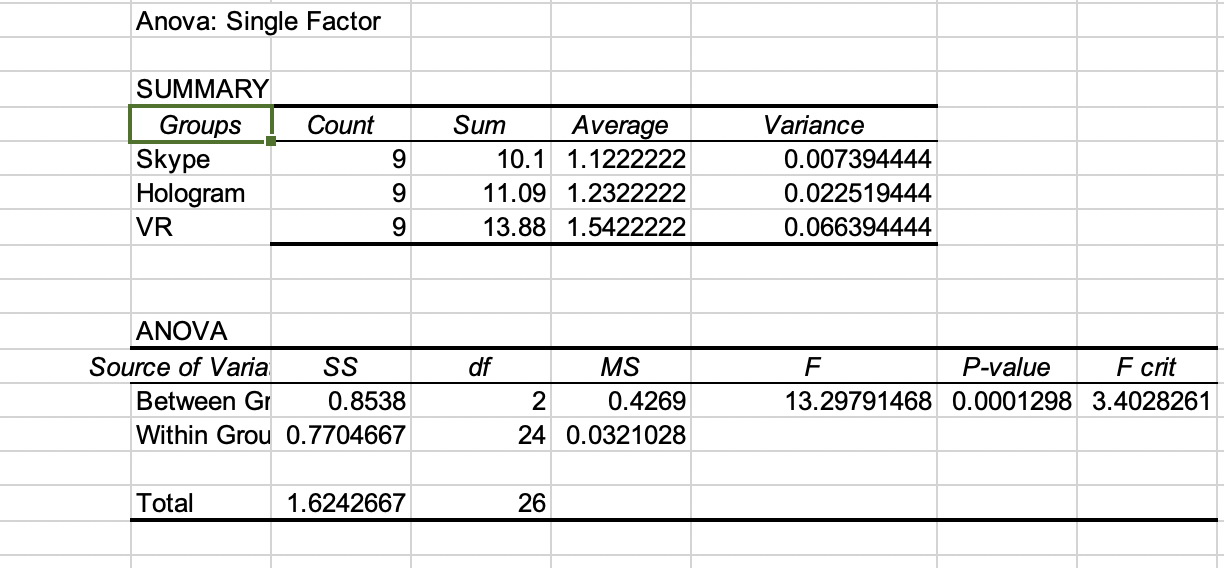 Anova: Single Factor
SUMMARY
Groups Count Sum Average Variance
Skype 9 10.1 1.1222222 0.007394444
Hologram 9 11.09 1.2322222 0.022519444
VR 9 13.88 1.5422222 0.066394444
ANOVA
Source of Varia SS df MS F P-value F crit
Between Gr 0.8538 2 0.4269 13.29791468 0.0001298 3.4028261
Within Grou 0.7704667 24 0.0321028
Total 1.6242667 26